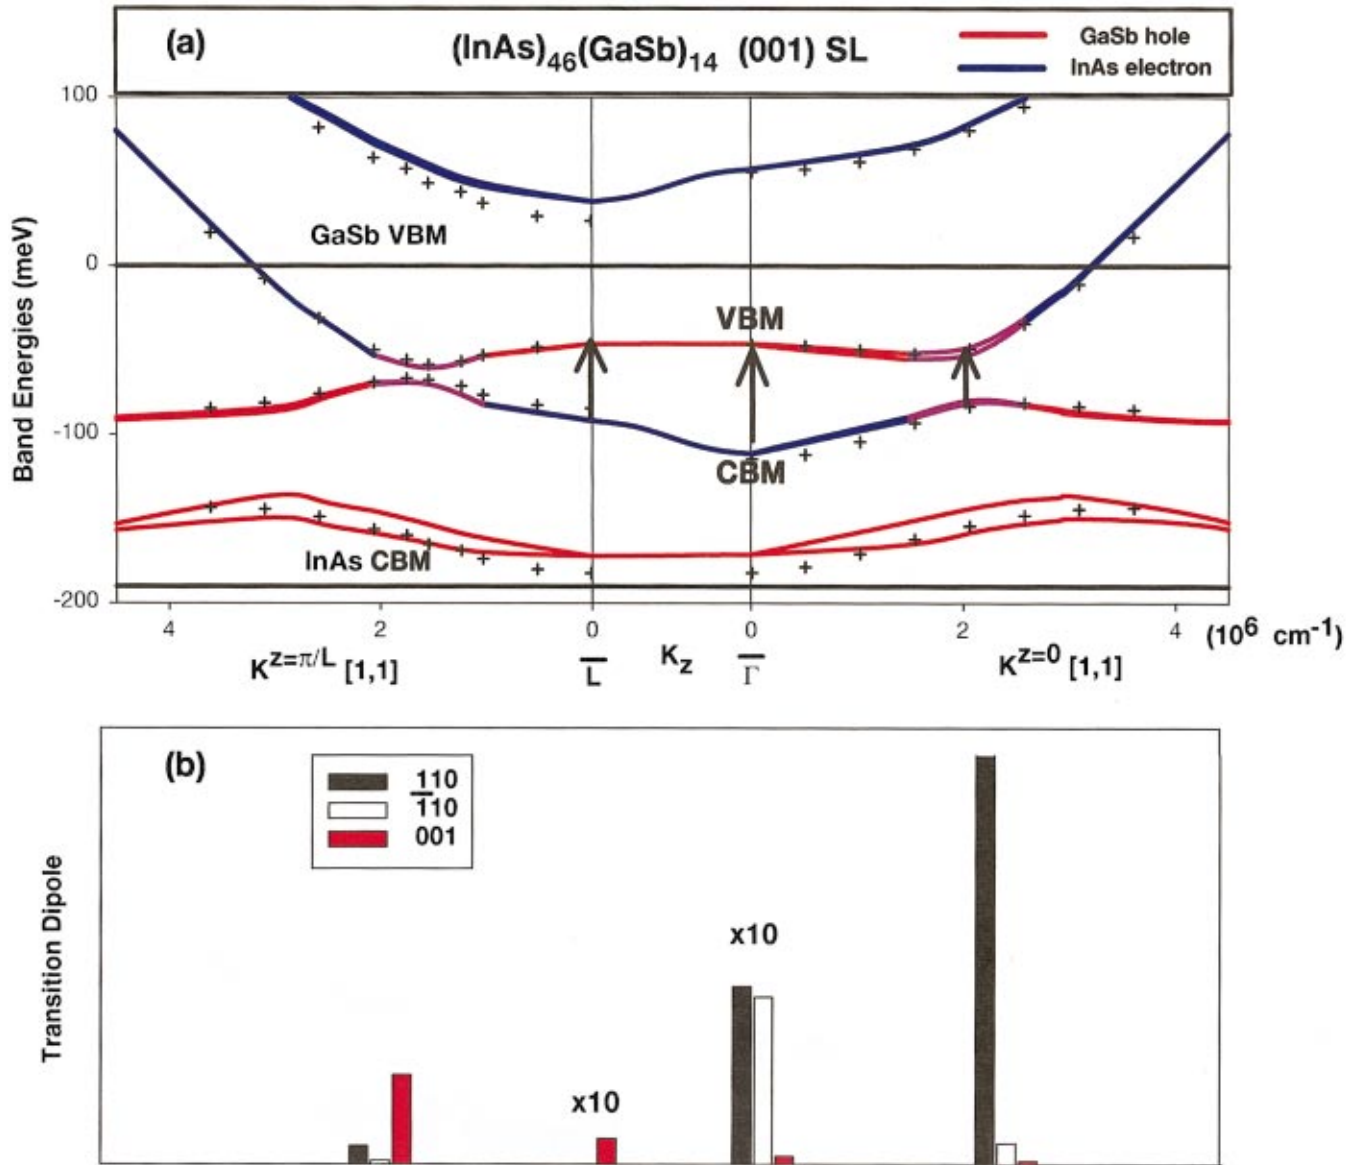 (a)
(InAs)46(GaSb)14 (001) SL
GaSb hole
InAs electron
100
0
-100
-200
Band Energies (meV)
GaSb VBM
VBM
CBM
InAs CBM
4 2 0 0 2 4 (10⁶ cm⁻¹)
K^z=π/L [1,1] L̅ Kz Γ̅ K^z=0 [1,1]
(b)
110
1̅10
001
Transition Dipole
x10
x10